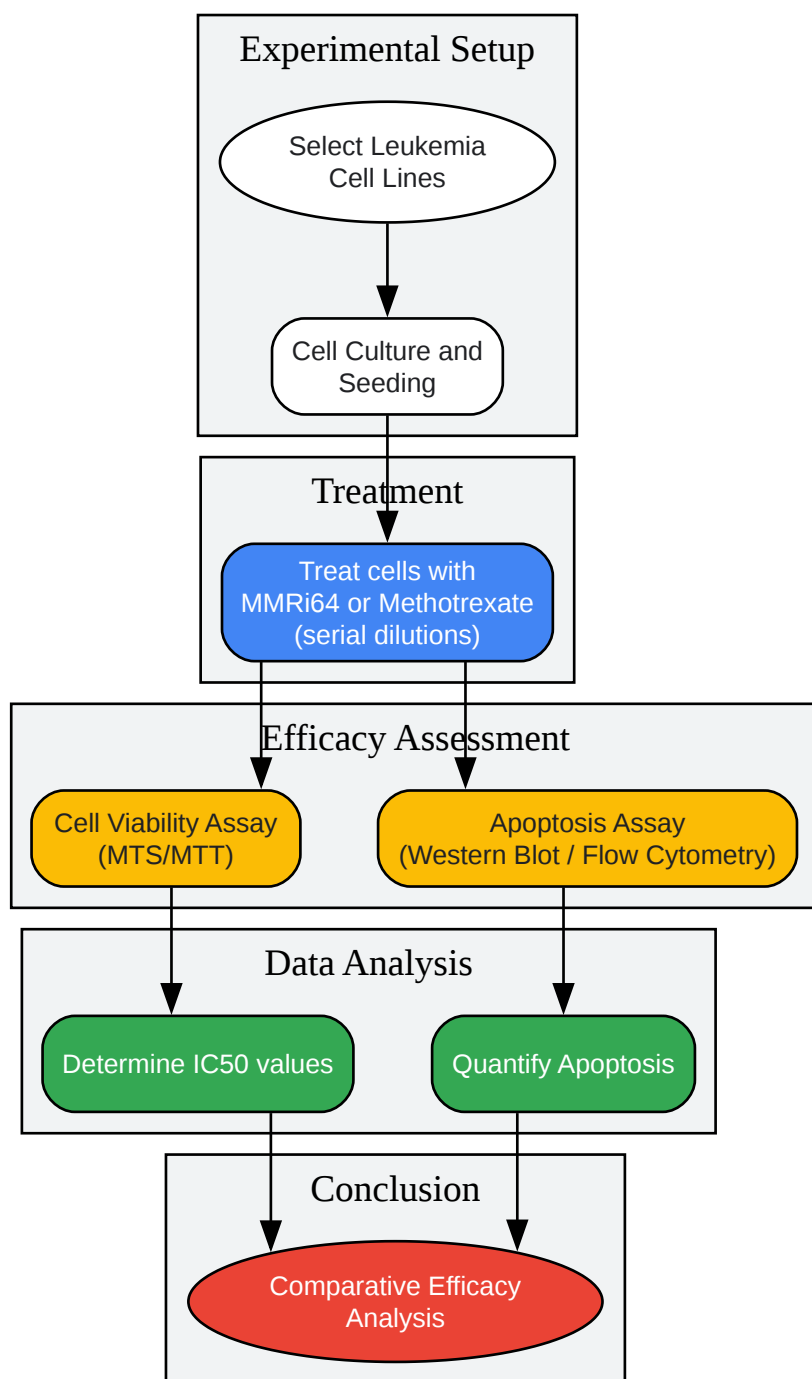 Experimental Setup
Select Leukemia
Cell Lines
Cell Culture and
Seeding
Treatment
Treat cells with
MMRi64 or Methotrexate
(serial dilutions)
Efficacy Assessment
Cell Viability Assay
(MTS/MTT)
Apoptosis Assay
(Western Blot / Flow Cytometry)
Data Analysis
Determine IC50 values
Quantify Apoptosis
Conclusion
Comparative Efficacy
Analysis